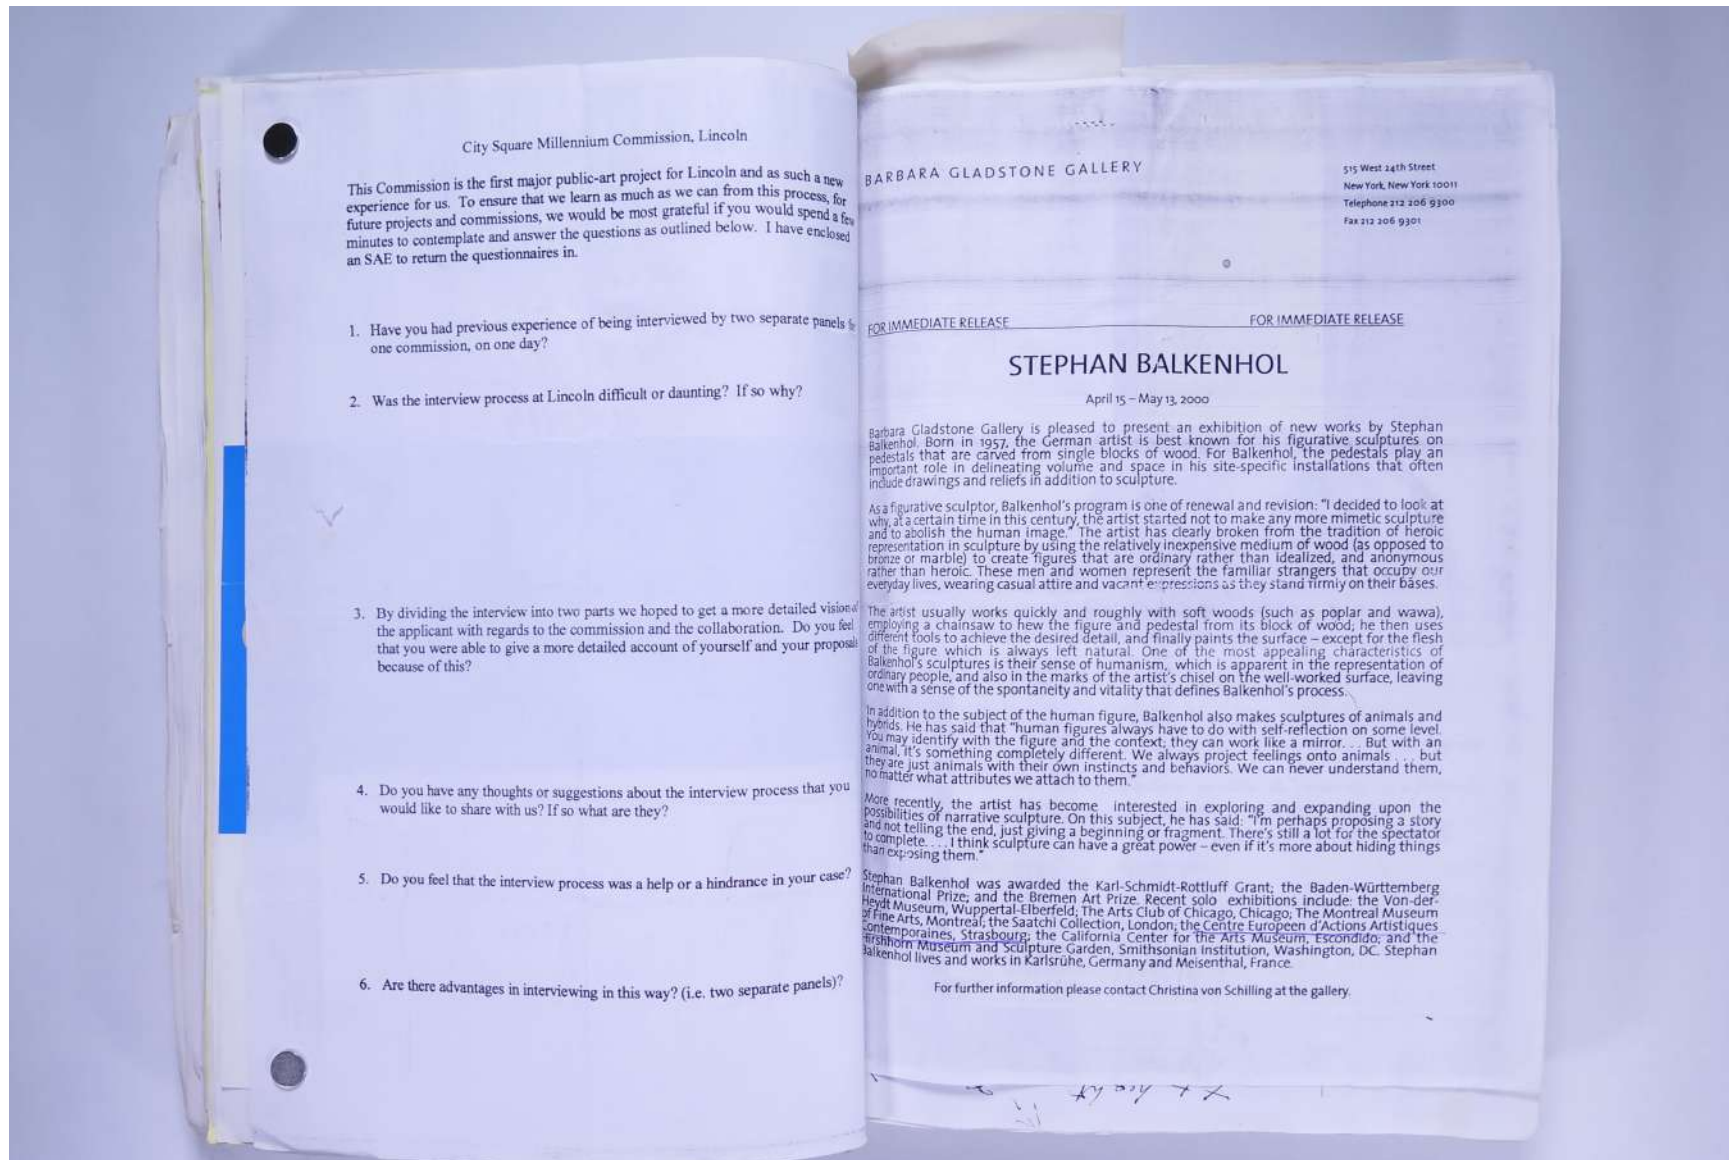 City Square Millennium Commission, Lincoln
This Commission is the first major public-art project for Lincoln and as such a new
experience for us. To ensure that we learn as much as we can from this process, for
future projects and commissions, we would be most grateful if you would spend a few
minutes to contemplate and answer the questions as outlined below. I have enclosed
an SAE to return the questionnaires in.
1. Have you had previous experience of being interviewed by two separate panels
one commission, on one day?
2. Was the interview process at Lincoln difficult or daunting? If so why?
3. By dividing the interview into two parts we hoped to get a more detailed vision of
the applicant with regards to the commission and the collaboration. Do you feel
that you were able to give a more detailed account of yourself and your proposals
because of this?
4. Do you have any thoughts or suggestions about the interview process that you
would like to share with us? If so what are they?
5. Do you feel that the interview process was a help or a hindrance in your case?
6. Are there advantages in interviewing in this way? (i.e. two separate panels)?
BARBARA GLADSTONE GALLERY
515 West 24th Street
New York, New York 10011
Telephone 212 206 9300
Fax 212 206 9301
FOR IMMEDIATE RELEASE FOR IMMEDIATE RELEASE
STEPHAN BALKENHOL
April 15 – May 13, 2000
Barbara Gladstone Gallery is pleased to present an exhibition of new works by Stephan
Balkenhol. Born in 1957, the German artist is best known for his figurative sculptures on
pedestals that are carved from single blocks of wood. For Balkenhol, the pedestals play an
important role in delineating volume and space in his site-specific installations that often
include drawings and reliefs in addition to sculpture.
As a figurative sculptor, Balkenhol's program is one of renewal and revision: "I decided to look at
why, at a certain time in this century, the artist started not to make any more mimetic sculpture
and to abolish the human image." The artist has clearly broken from the tradition of heroic
representation in sculpture by using the relatively inexpensive medium of wood (as opposed to
bronze or marble) to create figures that are ordinary rather than idealized, and anonymous
rather than heroic. These men and women represent the familiar strangers that occupy our
everyday lives, wearing casual attire and vacant expressions as they stand firmly on their bases.
The artist usually works quickly and roughly with soft woods (such as poplar and wawa),
employing a chainsaw to hew the figure and pedestal from its block of wood; he then uses
different tools to achieve the desired detail, and finally paints the surface – except for the flesh
of the figure which is always left natural. One of the most appealing characteristics of
Balkenhol's sculptures is their sense of humanism, which is apparent in the representation of
ordinary people, and also in the marks of the artist's chisel on the well-worked surface, leaving
one with a sense of the spontaneity and vitality that defines Balkenhol's process.
In addition to the subject of the human figure, Balkenhol also makes sculptures of animals and
hybrids. He has said that "human figures always have to do with self-reflection on some level.
You may identify with the figure and the context; they can work like a mirror. . . But with an
animal, it's something completely different. We always project feelings onto animals . . . but
they are just animals with their own instincts and behaviors. We can never understand them,
no matter what attributes we attach to them."
More recently, the artist has become interested in exploring and expanding upon the
possibilities of narrative sculpture. On this subject, he has said: "I'm perhaps proposing a story
and not telling the end, just giving a beginning or fragment. There's still a lot for the spectator
to complete. . . . I think sculpture can have a great power – even if it's more about hiding things
than exposing them."
Stephan Balkenhol was awarded the Karl-Schmidt-Rottluff Grant; the Baden-Württemberg
International Prize; and the Bremen Art Prize. Recent solo exhibitions include: the Von-der-
Heydt Museum, Wuppertal-Elberfeld; The Arts Club of Chicago, Chicago; The Montreal Museum
of Fine Arts, Montreal; the Saatchi Collection, London; the Centre Europeen d'Actions Artistiques
Contemporaines, Strasbourg; the California Center for the Arts Museum, Escondido; and the
Hirshhorn Museum and Sculpture Garden, Smithsonian Institution, Washington, DC. Stephan
Balkenhol lives and works in Karlsrühe, Germany and Meisenthal, France.
For further information please contact Christina von Schilling at the gallery.